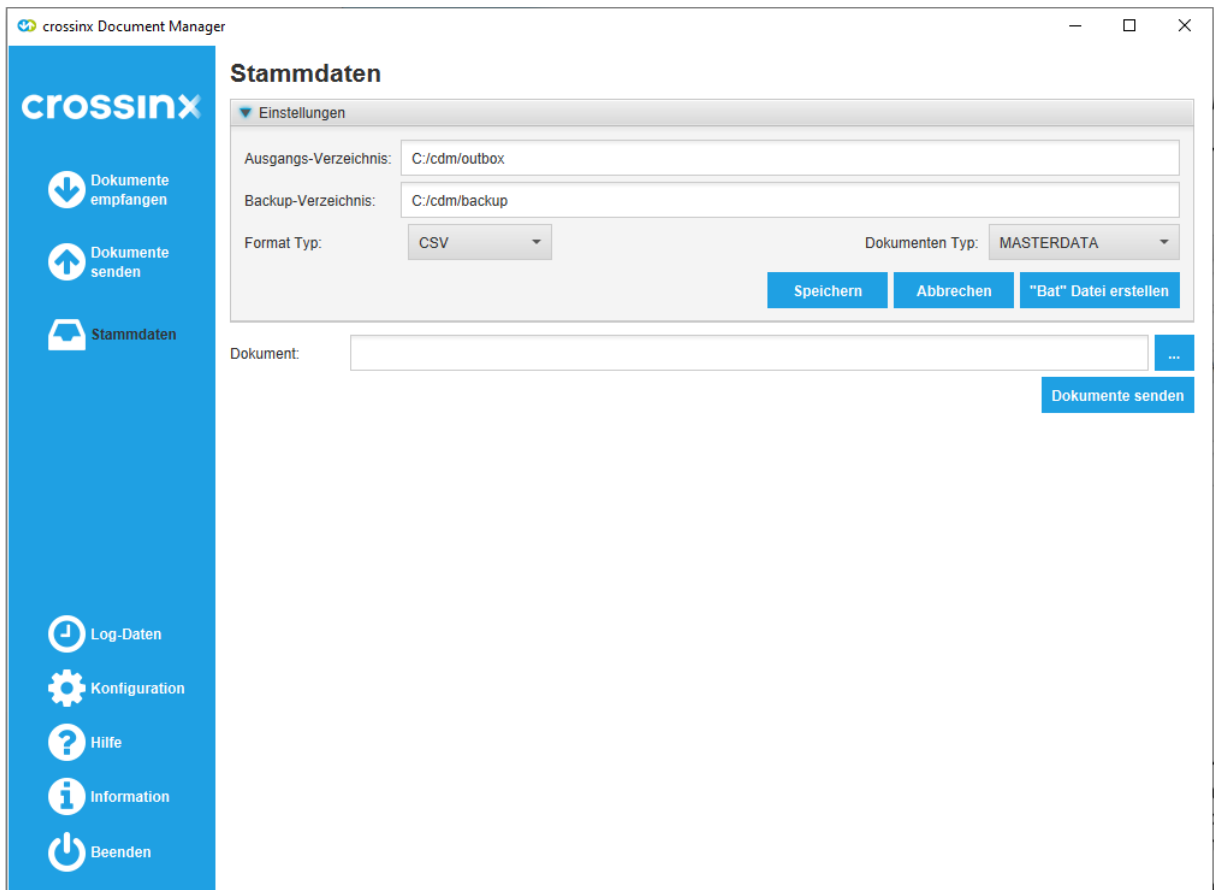 crossinx Document Manager
crossinx
Dokumente
empfangen
Dokumente
senden
Stammdaten
Log-Daten
Konfiguration
Hilfe
Information
Beenden
Stammdaten
Einstellungen
Ausgangs-Verzeichnis: C:/cdm/outbox
Backup-Verzeichnis: C:/cdm/backup
Format Typ: CSV Dokumenten Typ: MASTERDATA
Speichern Abbrechen "Bat" Datei erstellen
Dokument: ...
Dokumente senden